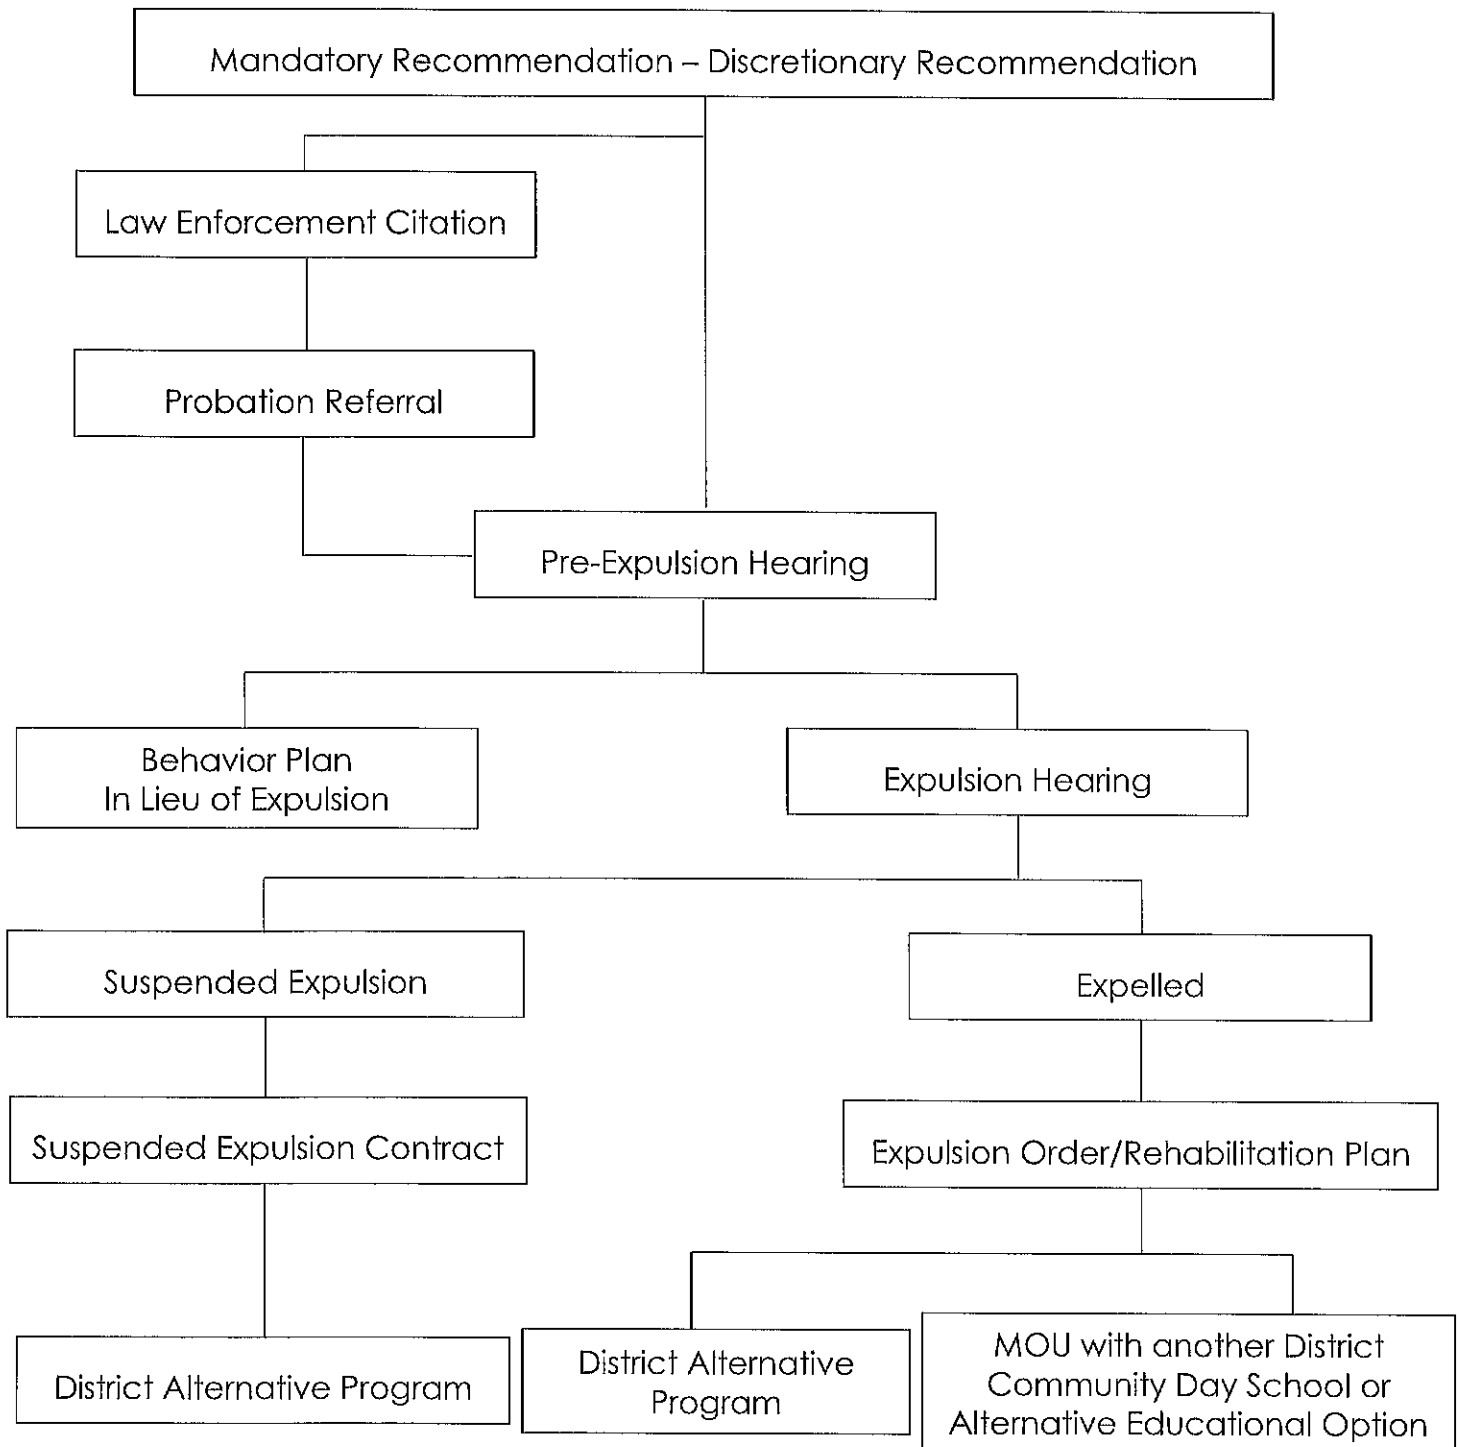 Mandatory Recommendation – Discretionary Recommendation
Law Enforcement Citation
Probation Referral
Pre-Expulsion Hearing
Behavior Plan
In Lieu of Expulsion
Expulsion Hearing
Suspended Expulsion
Expelled
Suspended Expulsion Contract
Expulsion Order/Rehabilitation Plan
District Alternative Program
District Alternative
Program
MOU with another District
Community Day School or
Alternative Educational Option